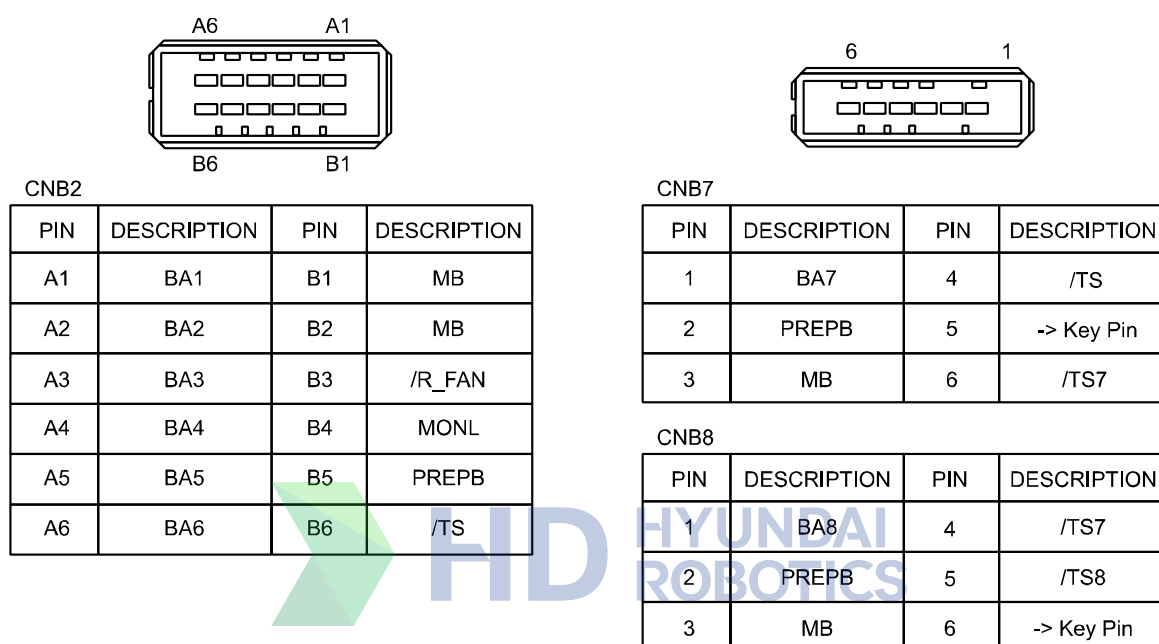 A6 A1
B6 B1
CNB2
PIN DESCRIPTION PIN DESCRIPTION
A1 BA1 B1 MB
A2 BA2 B2 MB
A3 BA3 B3 /R_FAN
A4 BA4 B4 MONL
A5 BA5 B5 PREPB
A6 BA6 B6 /TS
6 1
CNB7
PIN DESCRIPTION PIN DESCRIPTION
1 BA7 4 /TS
2 PREPB 5 -> Key Pin
3 MB 6 /TS7
CNB8
PIN DESCRIPTION PIN DESCRIPTION
1 BA8 4 /TS7
2 PREPB 5 /TS8
3 MB 6 -> Key Pin
HD HYUNDAI
ROBOTICS